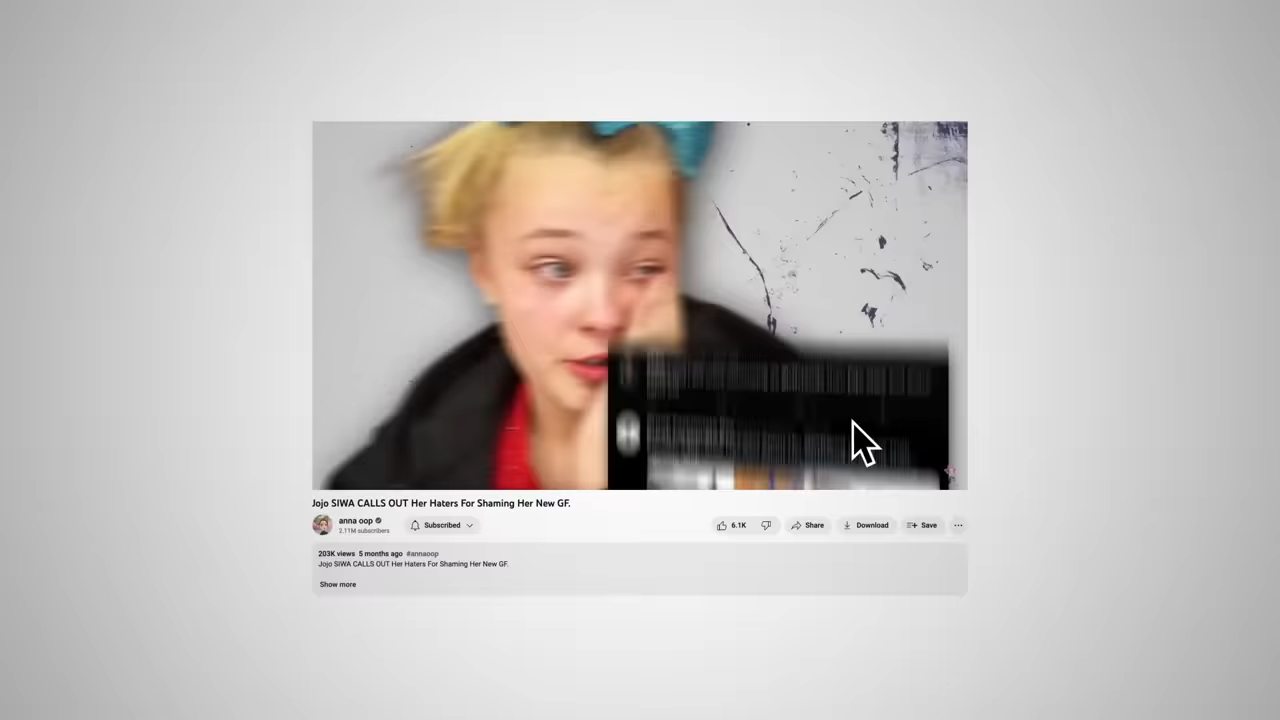 Jojo SIWA CALLS OUT Her Haters For Shaming Her New GF.
anna oop
2.11M subscribers
Subscribed
6.1K
Share
Download
Save
203K views 5 months ago #annaoop
Jojo SIWA CALLS OUT Her Haters For Shaming Her New GF.
Show more